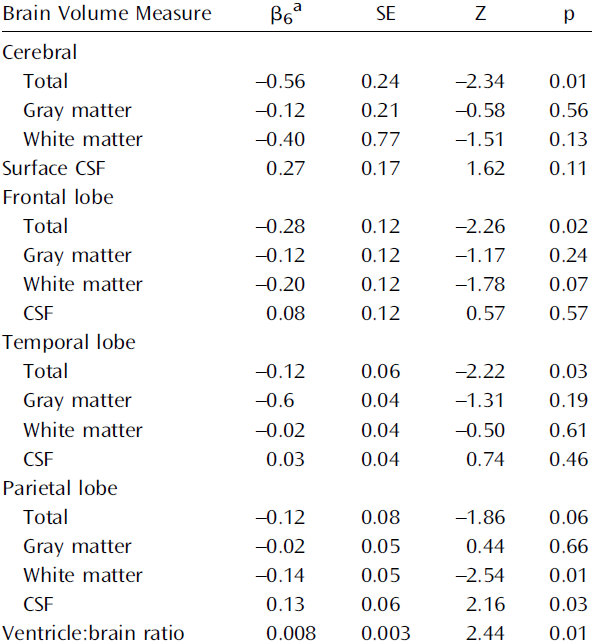 Brain Volume Measure β6a SE Z p
Cerebral
Total –0.56 0.24 –2.34 0.01
Gray matter –0.12 0.21 –0.58 0.56
White matter –0.40 0.77 –1.51 0.13
Surface CSF 0.27 0.17 1.62 0.11
Frontal lobe
Total –0.28 0.12 –2.26 0.02
Gray matter –0.12 0.12 –1.17 0.24
White matter –0.20 0.12 –1.78 0.07
CSF 0.08 0.12 0.57 0.57
Temporal lobe
Total –0.12 0.06 –2.22 0.03
Gray matter –0.6 0.04 –1.31 0.19
White matter –0.02 0.04 –0.50 0.61
CSF 0.03 0.04 0.74 0.46
Parietal lobe
Total –0.12 0.08 –1.86 0.06
Gray matter –0.02 0.05 0.44 0.66
White matter –0.14 0.05 –2.54 0.01
CSF 0.13 0.06 2.16 0.03
Ventricle:brain ratio 0.008 0.003 2.44 0.01